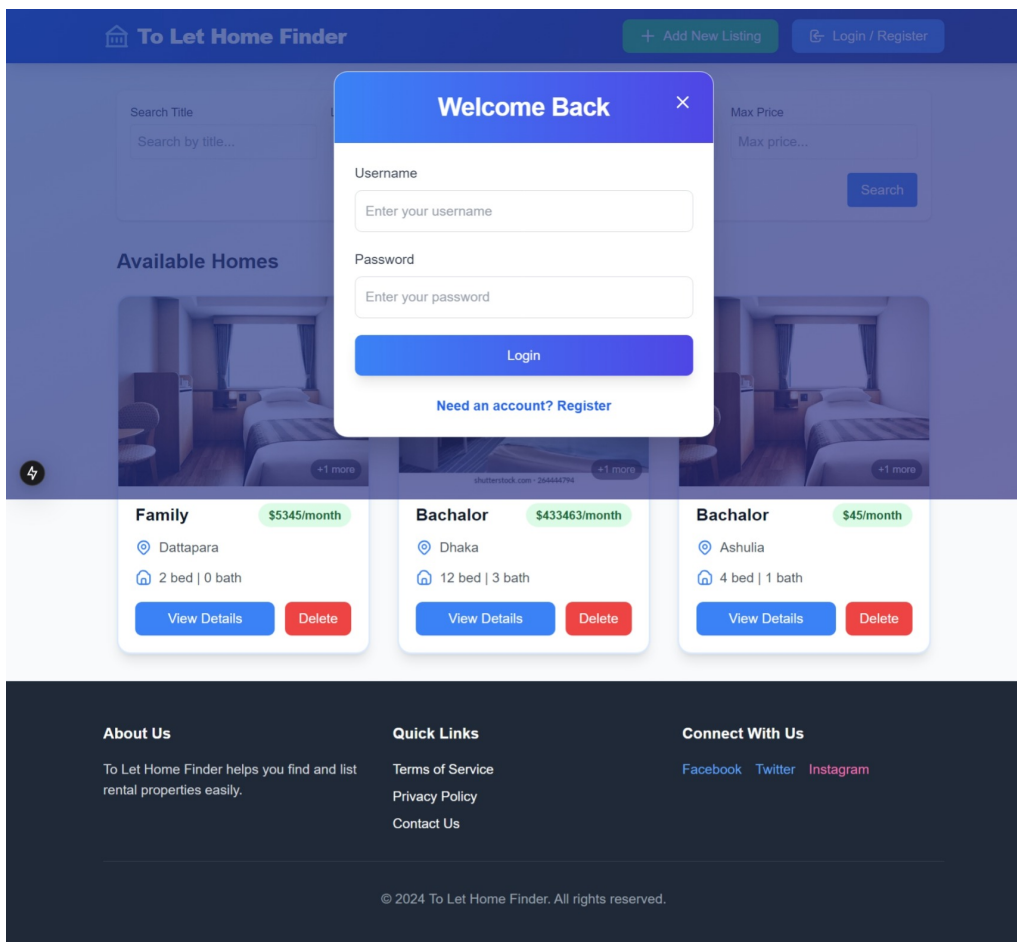 To Let Home Finder
Add New Listing
Login / Register
Welcome Back
Search Title
Max Price
Search by title...
Max price...
Username
Enter your username
Search
Password
Available Homes
Enter your password
Login
Need an account? Register
+1 more
+1 more
+1 more
shutterstock.com · 264444794
Family
$5345/month
Bachalor
$433463/month
Bachalor
$45/month
Dattapara
Dhaka
Ashulia
2 bed | 0 bath
12 bed | 3 bath
4 bed | 1 bath
View Details
Delete
View Details
Delete
View Details
Delete
About Us
Quick Links
Connect With Us
To Let Home Finder helps you find and list
rental properties easily.
Terms of Service
Facebook Twitter Instagram
Privacy Policy
Contact Us
© 2024 To Let Home Finder. All rights reserved.